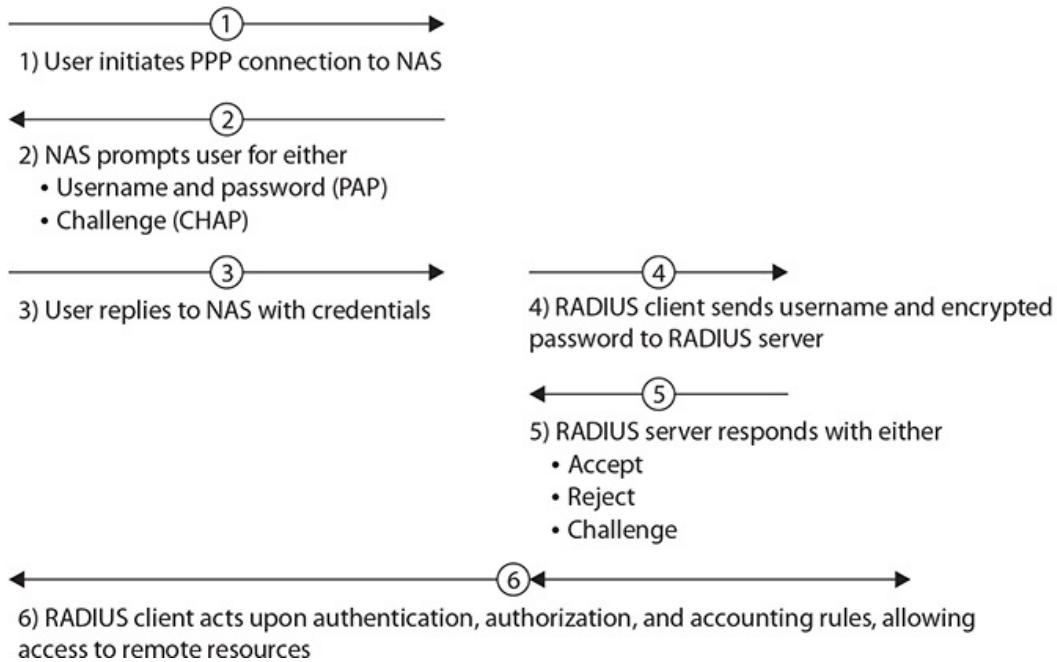 1
1) User initiates PPP connection to NAS
2
2) NAS prompts user for either
• Username and password (PAP)
• Challenge (CHAP)
3
3) User replies to NAS with credentials
4
4) RADIUS client sends username and encrypted
password to RADIUS server
5
5) RADIUS server responds with either
• Accept
• Reject
• Challenge
6
6) RADIUS client acts upon authentication, authorization, and accounting rules, allowing
access to remote resources